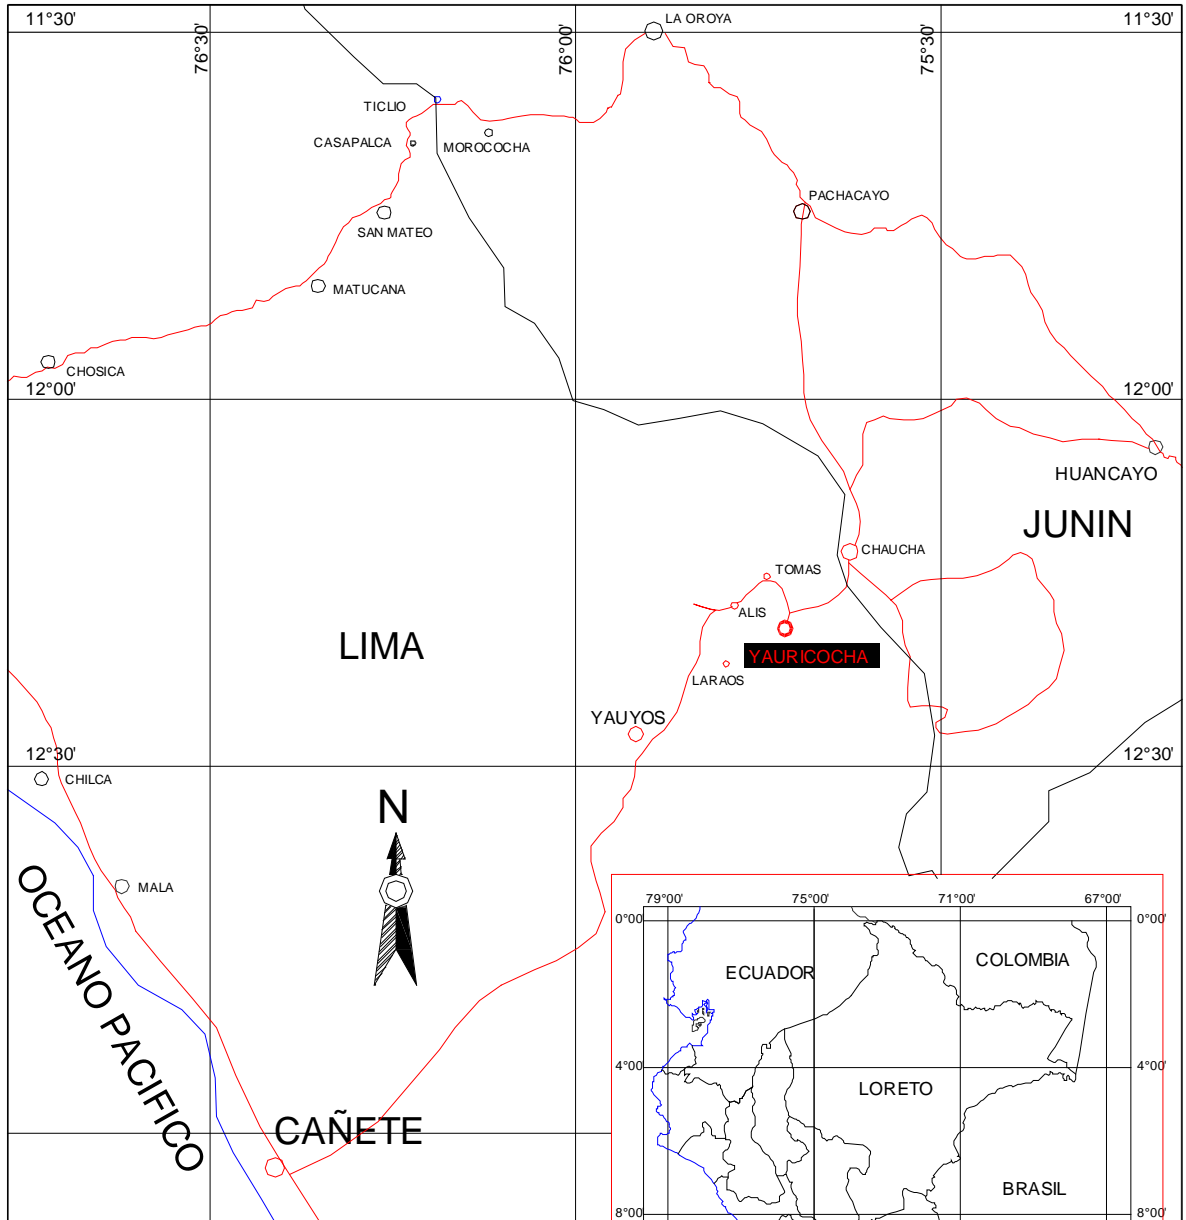 LA OROYA
11°30'
11°30'
76°30'
76°00'
75°30'
TICLIO
CASAPALCA
MOROCOCHA
PACHACAYO
SAN MATEO
MATUCANA
CHOSICA
12°00'
12°00'
HUANCAYO
JUNIN
CHAUCHA
TOMAS
ALIS
LIMA
YAURICOCHA
LARAOS
YAUYOS
12°30'
12°30'
CHILCA
N
MALA
OCEANO PACIFICO
CAÑETE
79°00'
75°00'
71°00'
67°00'
0°00'
0°00'
ECUADOR
COLOMBIA
4°00'
4°00'
LORETO
BRASIL
8°00'
8°00'